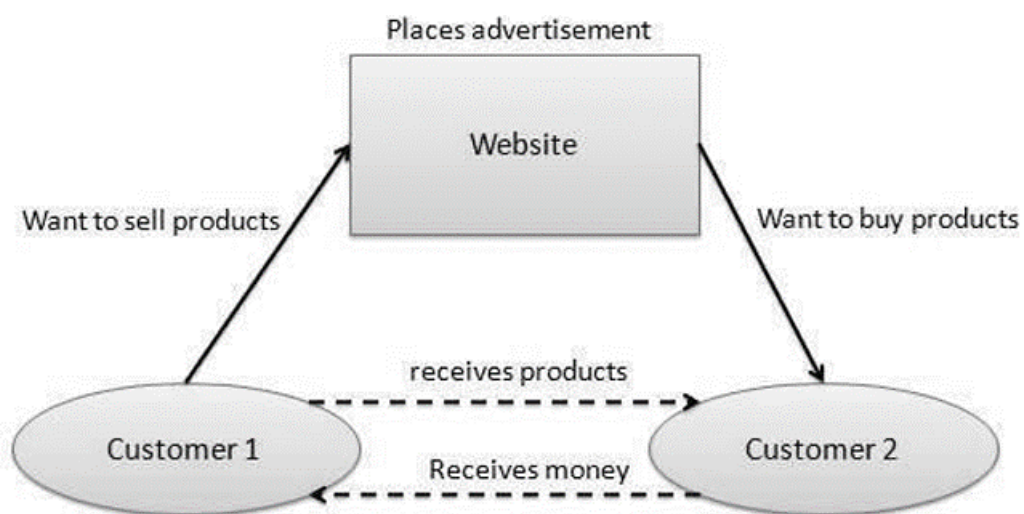 Places advertisement
Website
Want to sell products
Want to buy products
receives products
Customer 1
Customer 2
Receives money